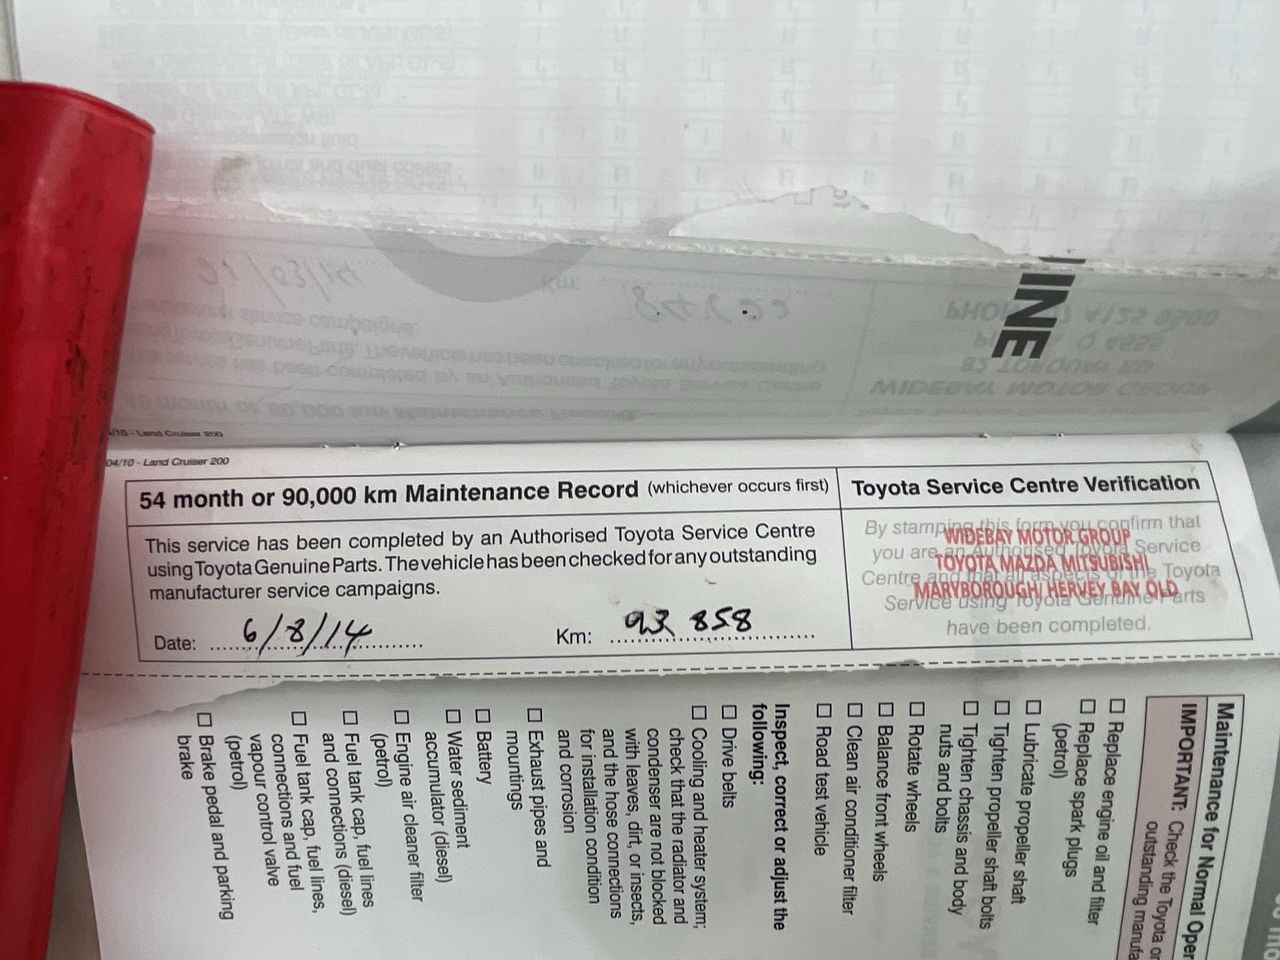 INE
04/10 - Land Cruiser 200
54 month or 90,000 km Maintenance Record (whichever occurs first)
This service has been completed by an Authorised Toyota Service Centre
using Toyota Genuine Parts. The vehicle has been checked for any outstanding
manufacturer service campaigns.
Date: 6/8/14 Km: 93 858
Toyota Service Centre Verification
By stamping this form you confirm that
you are an Authorised Toyota Service
Centre and that all aspects of the Toyota
Service using Toyota Genuine Parts
have been completed.
WIDEBAY MOTOR GROUP
TOYOTA MAZDA MITSUBISHI
MARYBOROUGH/ HERVEY BAY QLD
Maintenance for Normal Oper
IMPORTANT: Check the Toyota or
outstanding manufa
☐ Replace engine oil and filter
☐ Replace spark plugs
(petrol)
☐ Lubricate propeller shaft
☐ Tighten propeller shaft bolts
☐ Tighten chassis and body
nuts and bolts
☐ Rotate wheels
☐ Balance front wheels
☐ Clean air conditioner filter
☐ Road test vehicle
Inspect, correct or adjust the
following:
☐ Drive belts
☐ Cooling and heater system;
check that the radiator and
condenser are not blocked
with leaves, dirt, or insects,
and the hose connections
for installation condition
and corrosion
☐ Exhaust pipes and
mountings
☐ Battery
☐ Water sediment
accumulator (diesel)
☐ Engine air cleaner filter
(petrol)
☐ Fuel tank cap, fuel lines
and connections (diesel)
☐ Fuel tank cap, fuel lines,
connections and fuel
vapour control valve
(petrol)
☐ Brake pedal and parking
brake